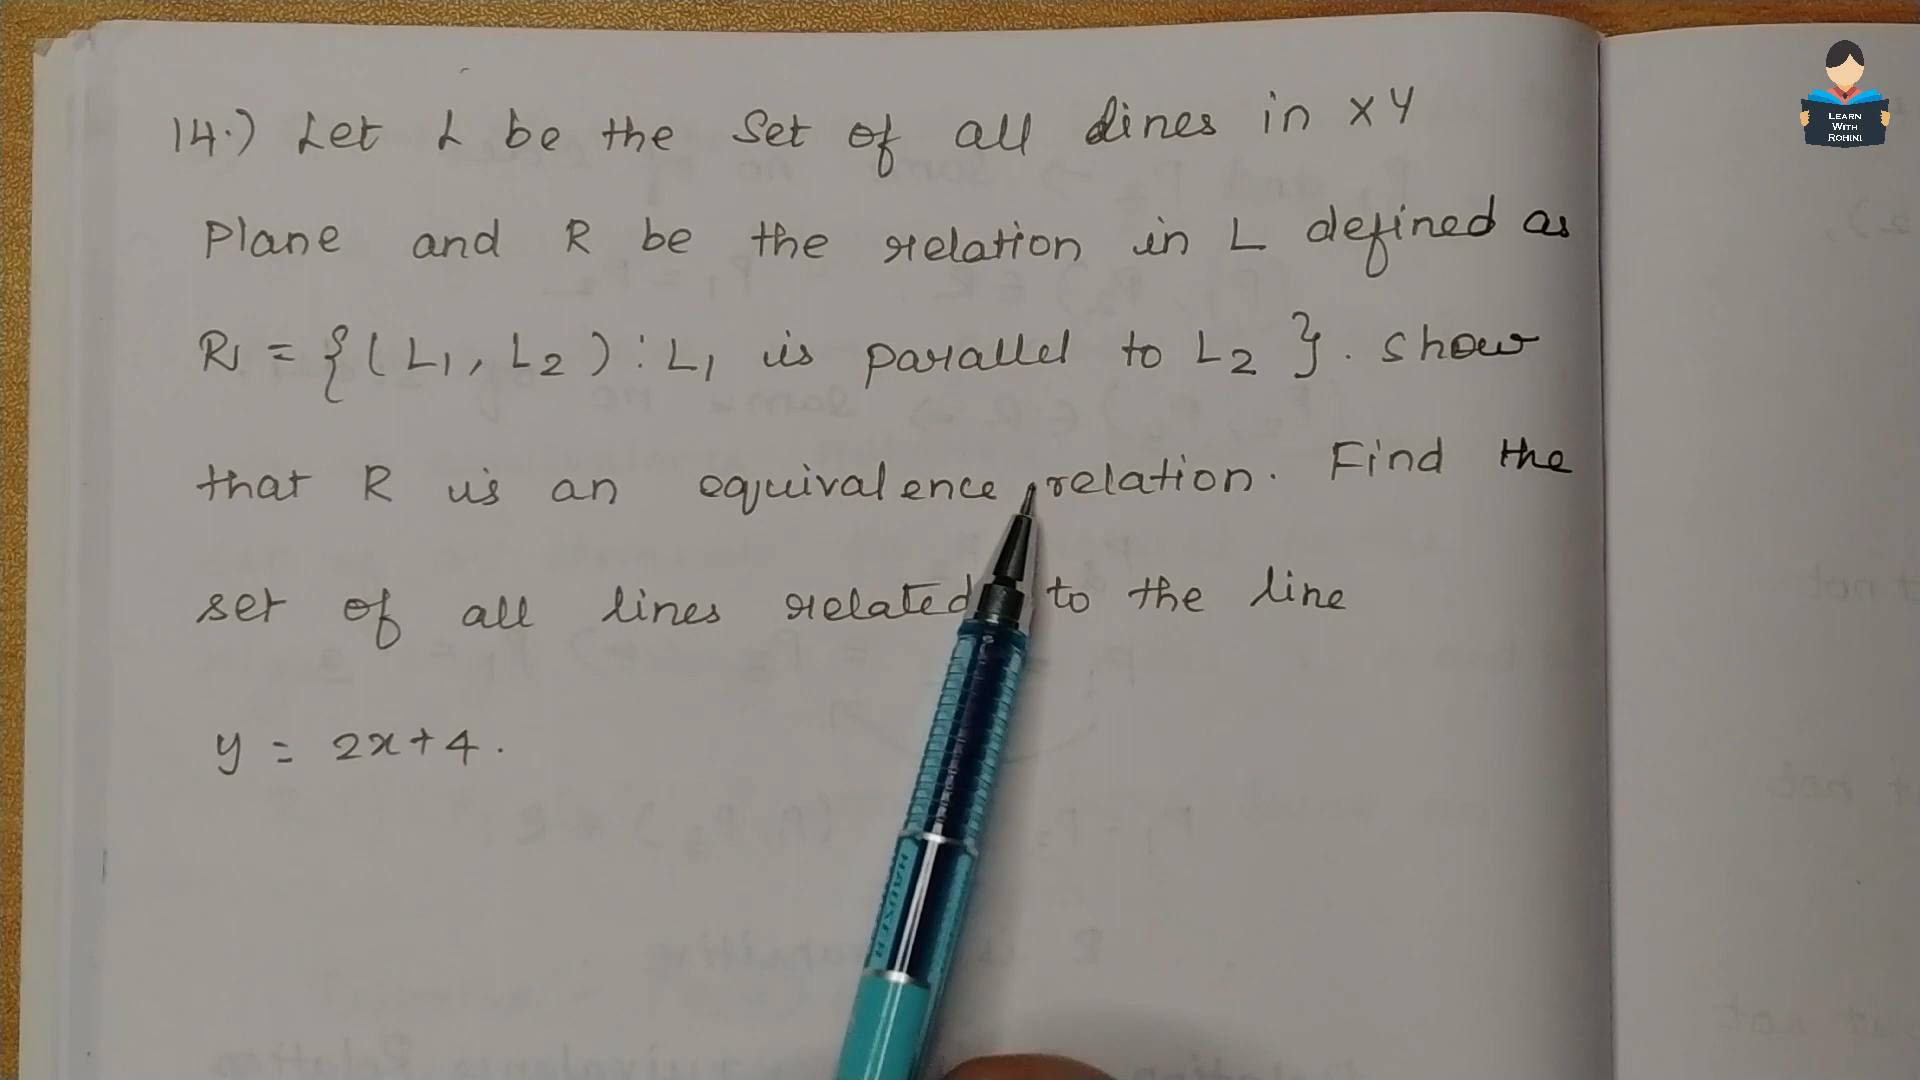 14.) Let L be the set of all lines in XY
Plane and R be the relation in L defined as
R = { (L1, L2) : L1 is parallel to L2 }. Show
that R is an equivalence relation. Find the
set of all lines related to the line
y = 2x+4.
LEARN
WITH
ROHINI